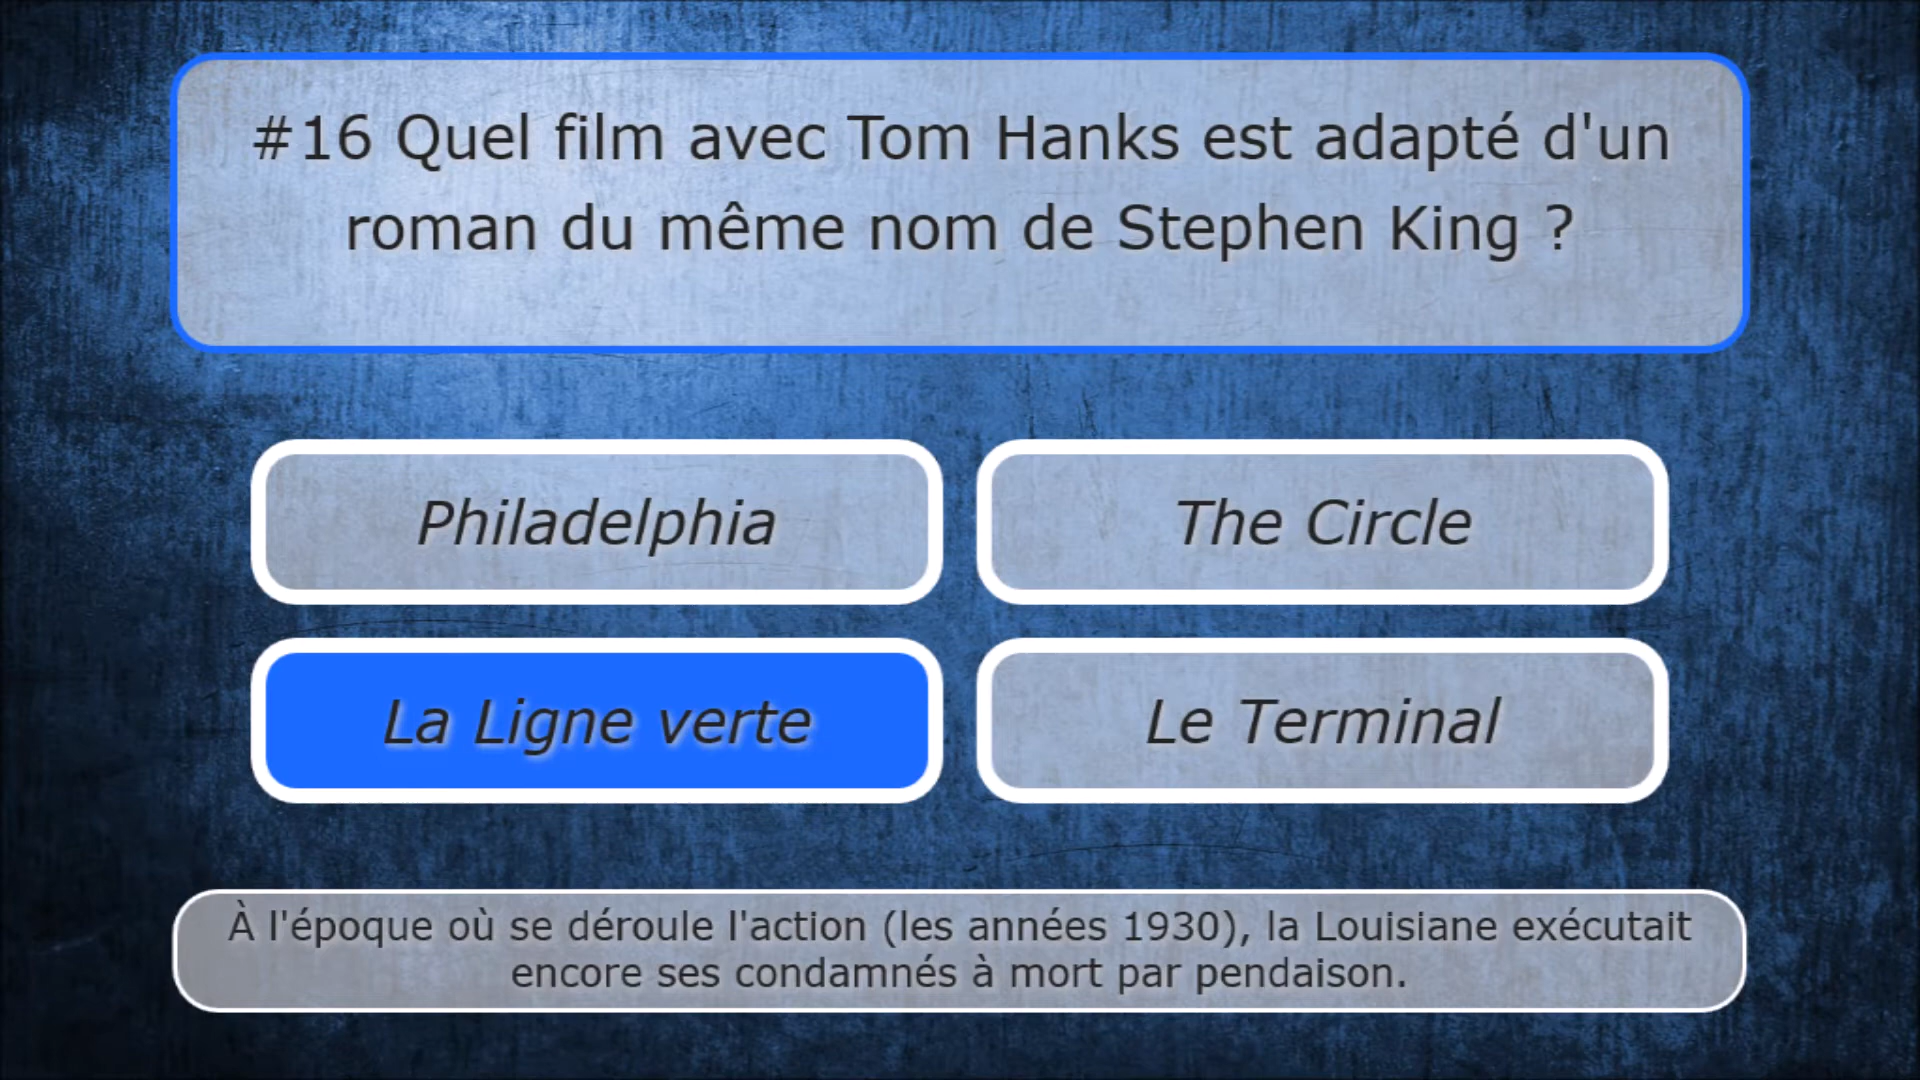 #16 Quel film avec Tom Hanks est adapté d'un
roman du même nom de Stephen King ?
Philadelphia
The Circle
La Ligne verte
Le Terminal
À l'époque où se déroule l'action (les années 1930), la Louisiane exécutait
encore ses condamnés à mort par pendaison.